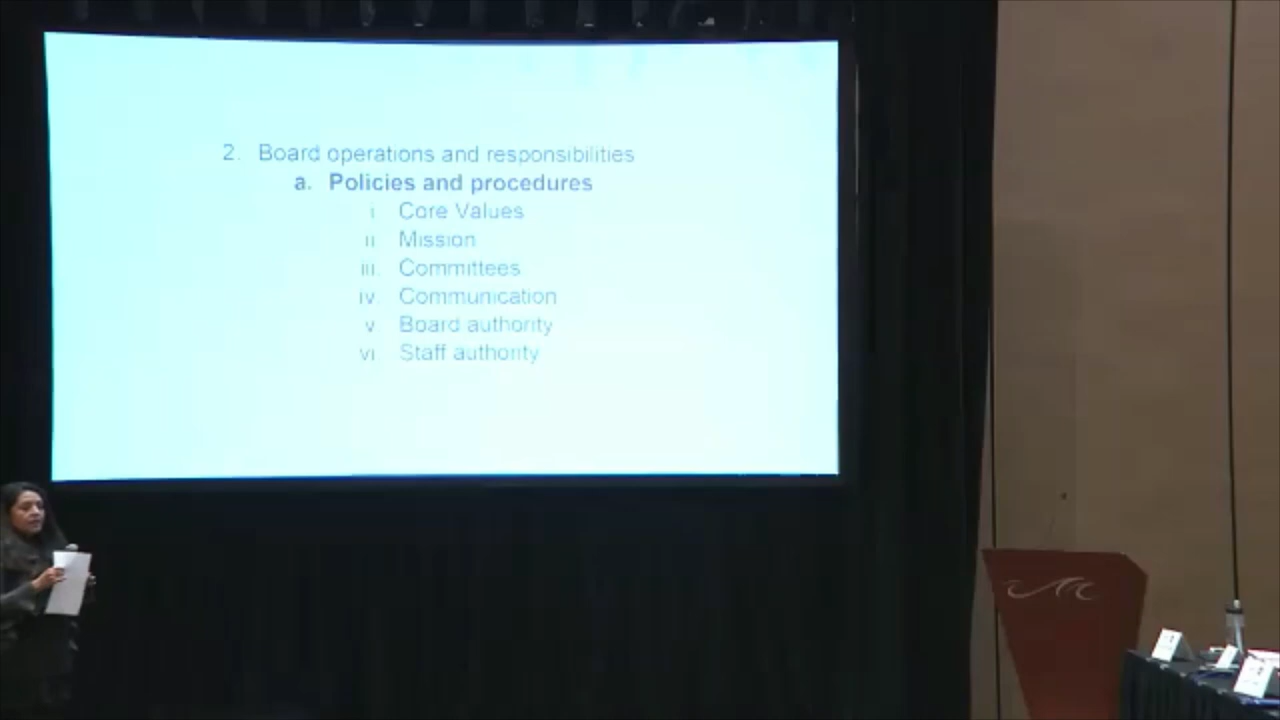 2. Board operations and responsibilities
a. Policies and procedures
i. Core Values
ii. Mission
iii. Committees
iv. Communication
v. Board authority
vi. Staff authority